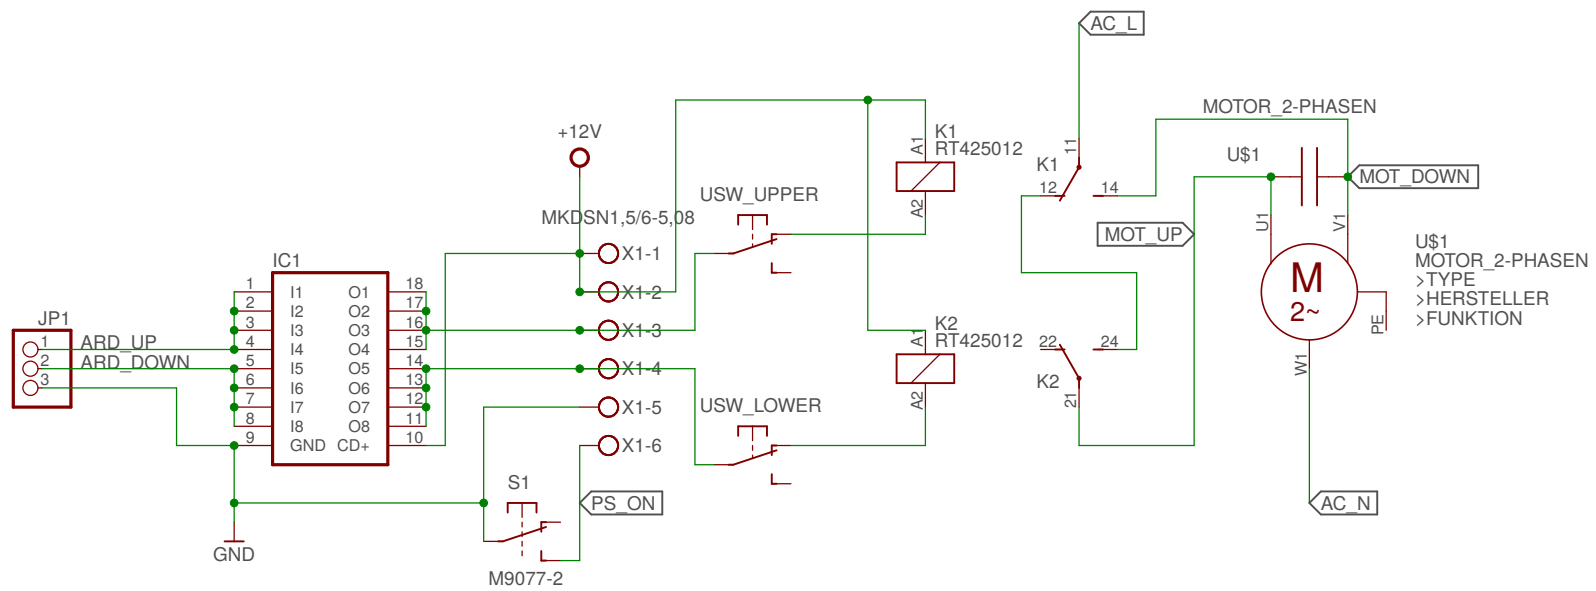 AC_L
MOTOR_2-PHASEN
+12V
K1
RT425012
A1
A2
11
K1
12
14
U$1
MOT_DOWN
USW_UPPER
MKDSN1,5/6-5,08
MOT_UP
U1
V1
U$1
MOTOR_2-PHASEN
>TYPE
>HERSTELLER
>FUNKTION
M
2~
PE
W1
X1-1
X1-2
X1-3
X1-4
X1-5
X1-6
IC1
1 I1 O1 18
2 I2 O2 17
3 I3 O3 16
4 I4 O4 15
5 I5 O5 14
6 I6 O6 13
7 I7 O7 12
8 I8 O8 11
9 GND CD+ 10
JP1
1 ARD_UP
2 ARD_DOWN
3
K2
RT425012
A1
A2
22
24
K2
21
USW_LOWER
S1
PS_ON
AC_N
GND
M9077-2